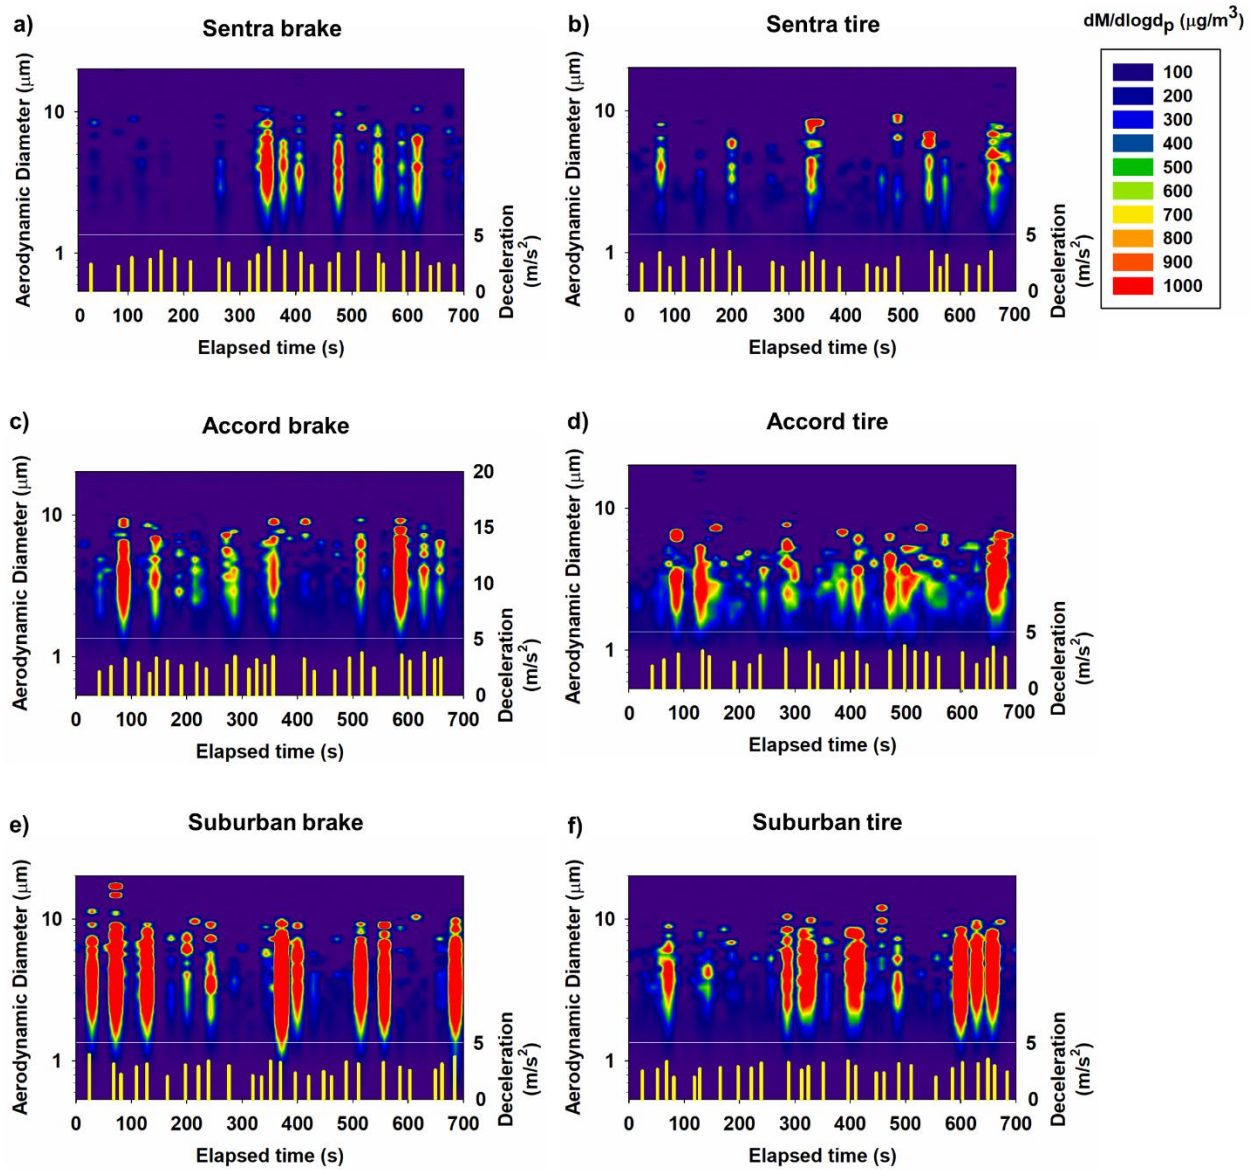 a)
Sentra brake
Aerodynamic Diameter (μm)
10
1
5
0
Deceleration
(m/s²)
0 100 200 300 400 500 600 700
Elapsed time (s)
b)
Sentra tire
Aerodynamic Diameter (μm)
10
1
5
0
Deceleration
(m/s²)
0 100 200 300 400 500 600 700
Elapsed time (s)
dM/dlogdₚ (μg/m³)
100
200
300
400
500
600
700
800
900
1000
c)
Accord brake
Aerodynamic Diameter (μm)
10
1
20
15
10
5
0
Deceleration
(m/s²)
0 100 200 300 400 500 600 700
Elapsed time (s)
d)
Accord tire
Aerodynamic Diameter (μm)
10
1
5
0
Deceleration
(m/s²)
0 100 200 300 400 500 600 700
Elapsed time (s)
e)
Suburban brake
Aerodynamic Diameter (μm)
10
1
5
0
Deceleration
(m/s²)
0 100 200 300 400 500 600 700
Elapsed time (s)
f)
Suburban tire
Aerodynamic Diameter (μm)
10
1
5
0
Deceleration
(m/s²)
0 100 200 300 400 500 600 700
Elapsed time (s)